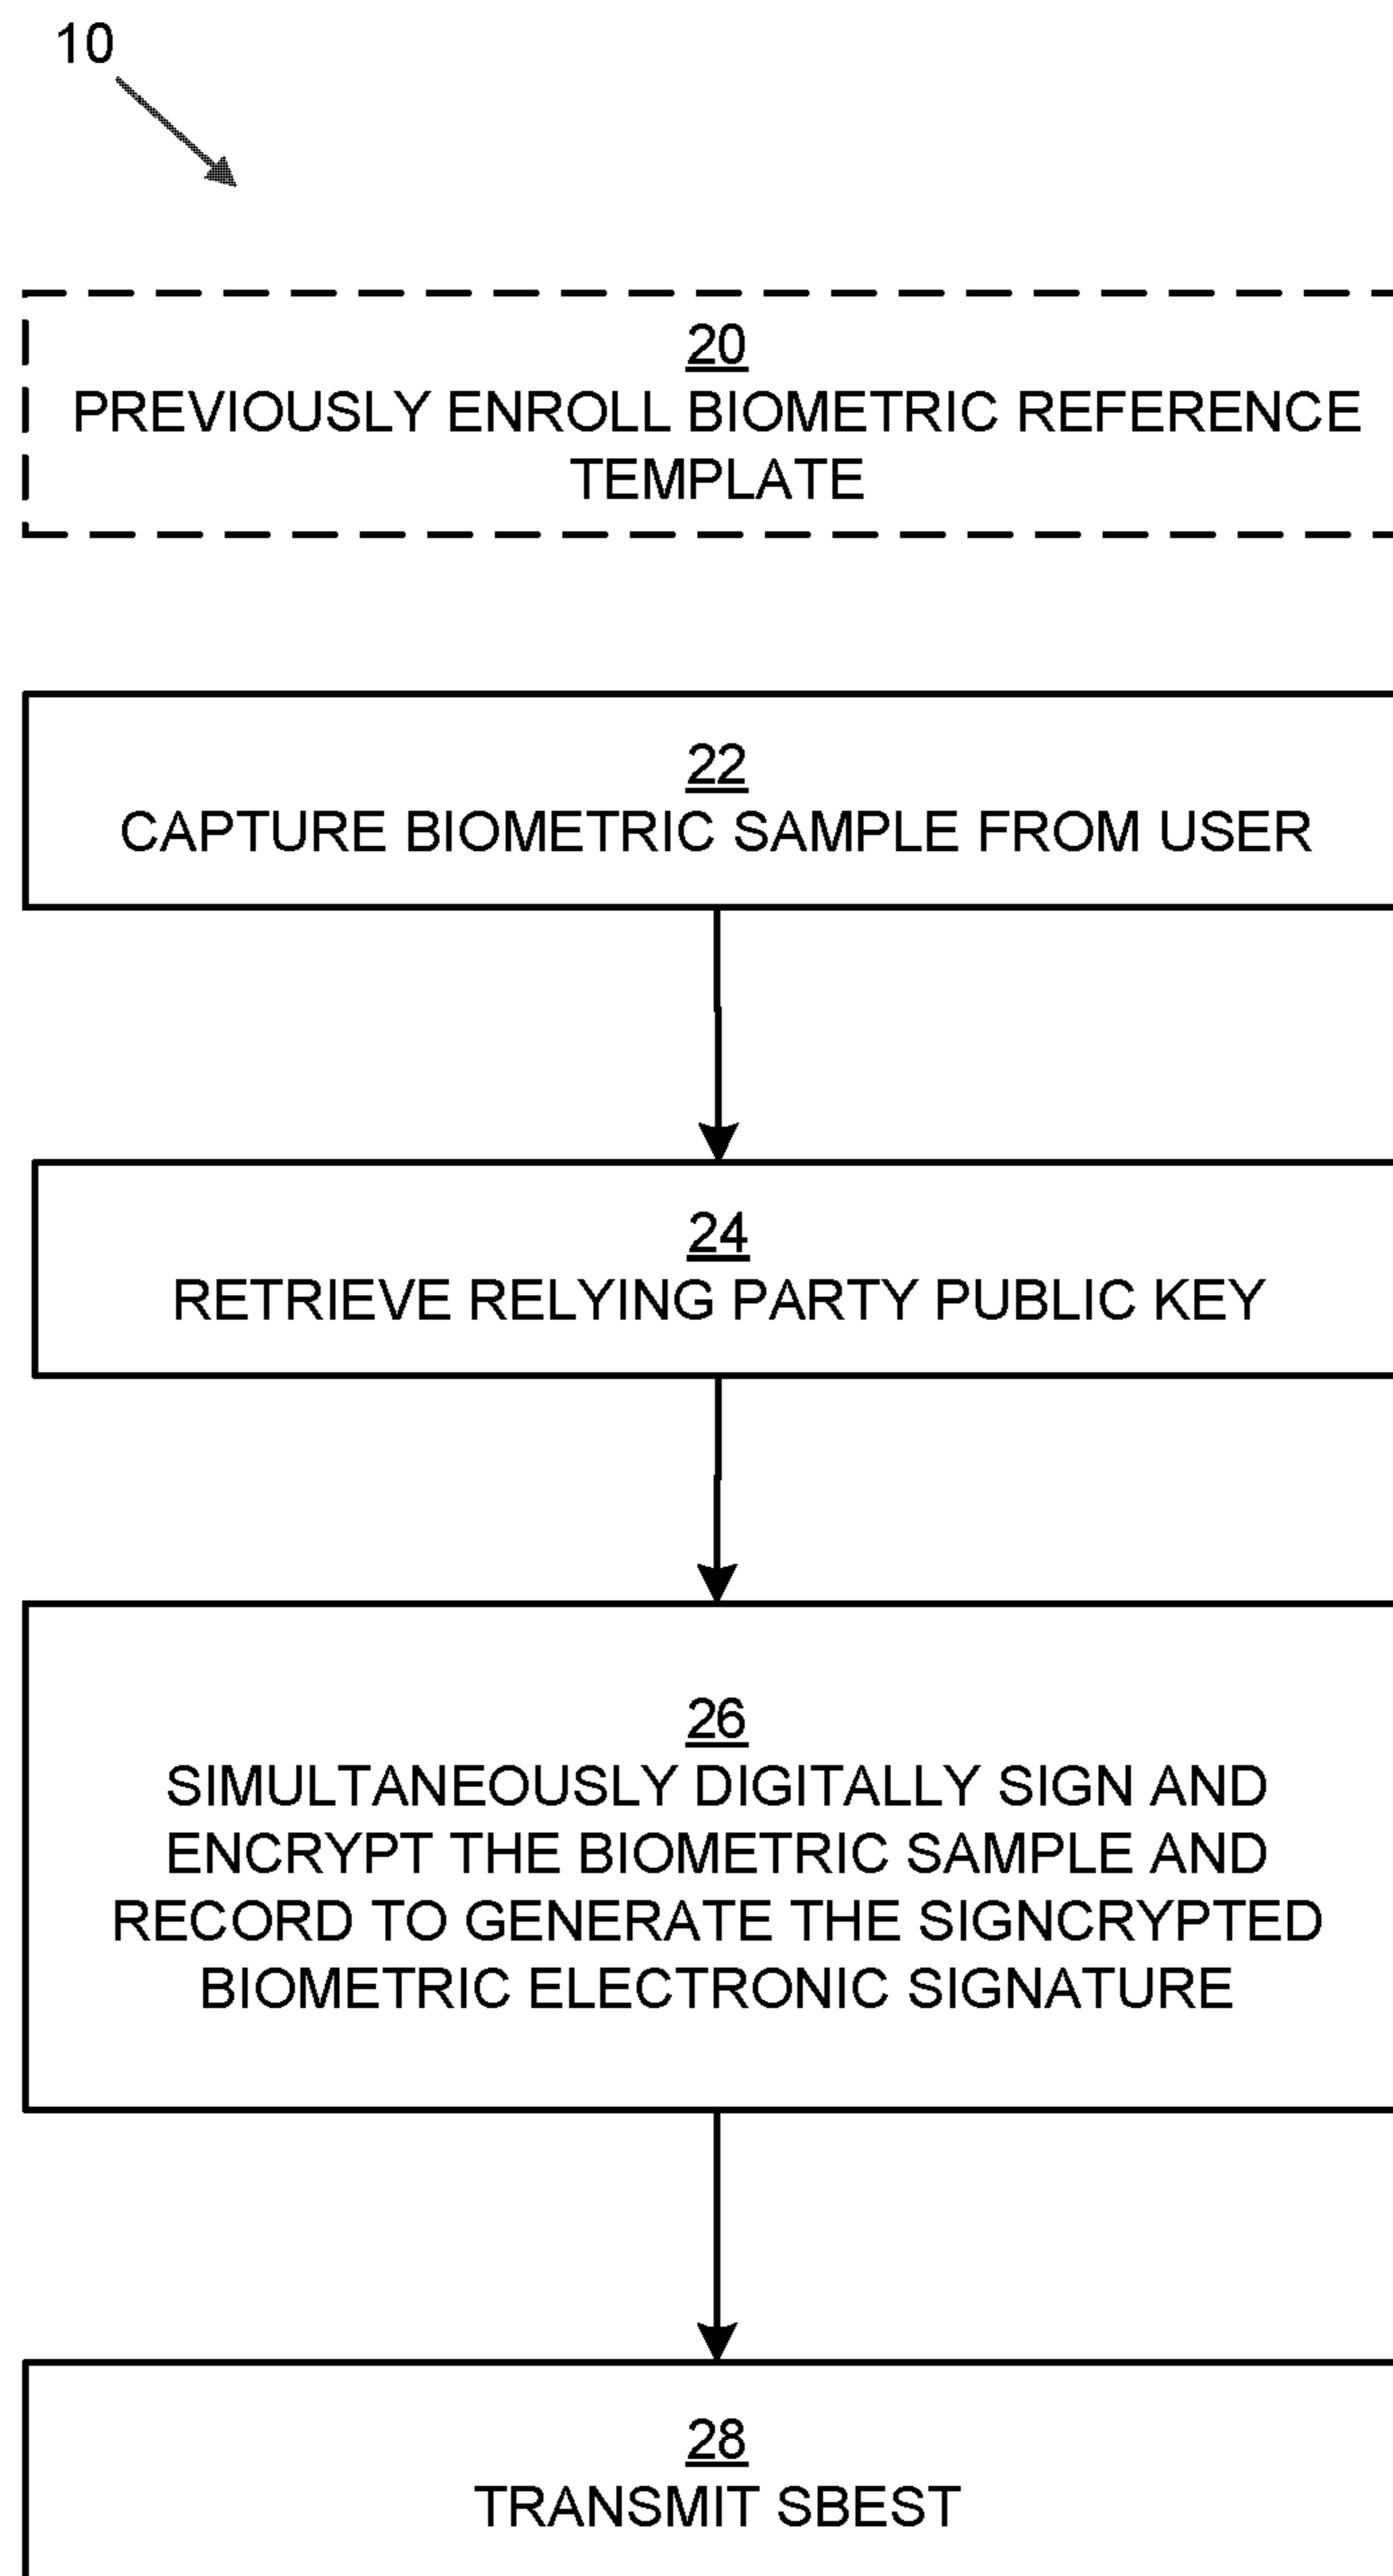 10
20
PREVIOUSLY ENROLL BIOMETRIC REFERENCE
TEMPLATE
22
CAPTURE BIOMETRIC SAMPLE FROM USER
24
RETRIEVE RELYING PARTY PUBLIC KEY
26
SIMULTANEOUSLY DIGITALLY SIGN AND
ENCRYPT THE BIOMETRIC SAMPLE AND
RECORD TO GENERATE THE SIGNCRYPTED
BIOMETRIC ELECTRONIC SIGNATURE
28
TRANSMIT SBEST